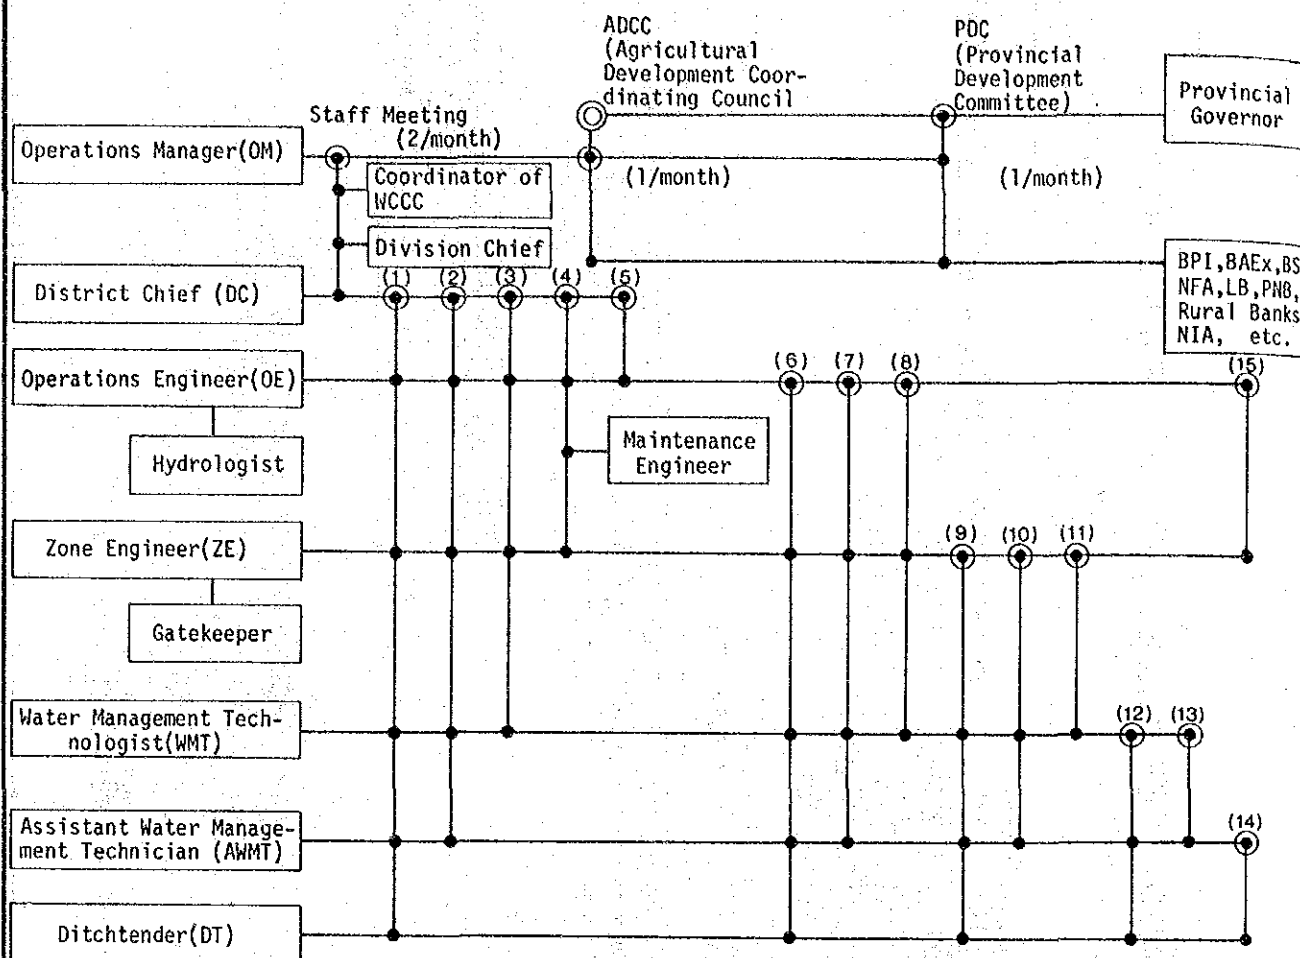 ADCC
(Agricultural
Development Coor-
dinating Council
PDC
(Provincial
Development
Committee)
Provincial
Governor
Staff Meeting
(2/month)
Operations Manager(OM)
(1/month)
(1/month)
Coordinator of
WCCC
Division Chief
BPI,BAEx,BS
NFA,LB,PNB,
Rural Banks
NIA, etc.
District Chief (DC)
(1)
(2)
(3)
(4)
(5)
Operations Engineer(OE)
(6)
(7)
(8)
(15)
Hydrologist
Maintenance
Engineer
Zone Engineer(ZE)
(9)
(10)
(11)
Gatekeeper
Water Management Tech-
nologist(WMT)
(12)
(13)
Assistant Water Manage-
ment Technician (AWMT)
(14)
Ditchtender(DT)